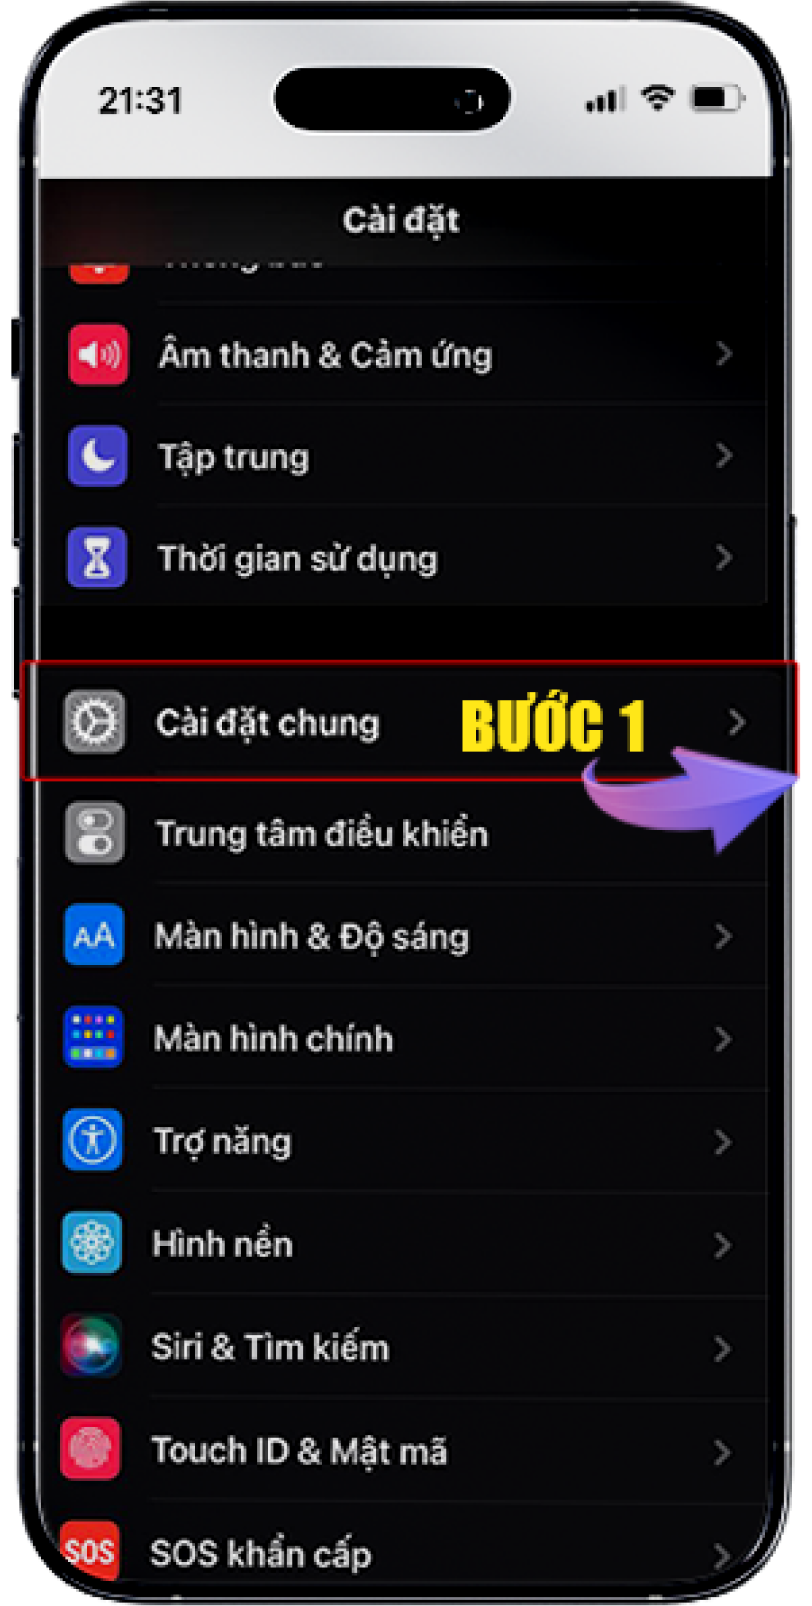 21:31
Cài đặt
Âm thanh & Cảm ứng
Tập trung
Thời gian sử dụng
Cài đặt chung
BƯỚC 1
Trung tâm điều khiển
AA
Màn hình & Độ sáng
Màn hình chính
Trợ năng
Hình nền
Siri & Tìm kiếm
Touch ID & Mật mã
SOS
SOS khẩn cấp